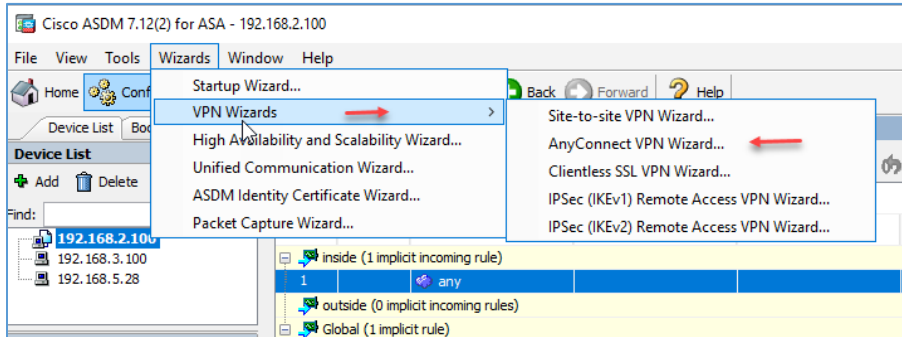 Cisco ASDM 7.12(2) for ASA - 192.168.2.100
File View Tools Wizards Window Help
Home Conf
Back Forward Help
Startup Wizard...
VPN Wizards
High Availability and Scalability Wizard...
Unified Communication Wizard...
ASDM Identity Certificate Wizard...
Packet Capture Wizard...
Site-to-site VPN Wizard...
AnyConnect VPN Wizard...
Clientless SSL VPN Wizard...
IPSec (IKEv1) Remote Access VPN Wizard...
IPSec (IKEv2) Remote Access VPN Wizard...
Device List Boo
Device List
Add Delete
Find:
192.168.2.100
192.168.3.100
192.168.5.28
inside (1 implicit incoming rule)
1 any
outside (0 implicit incoming rules)
Global (1 implicit rule)